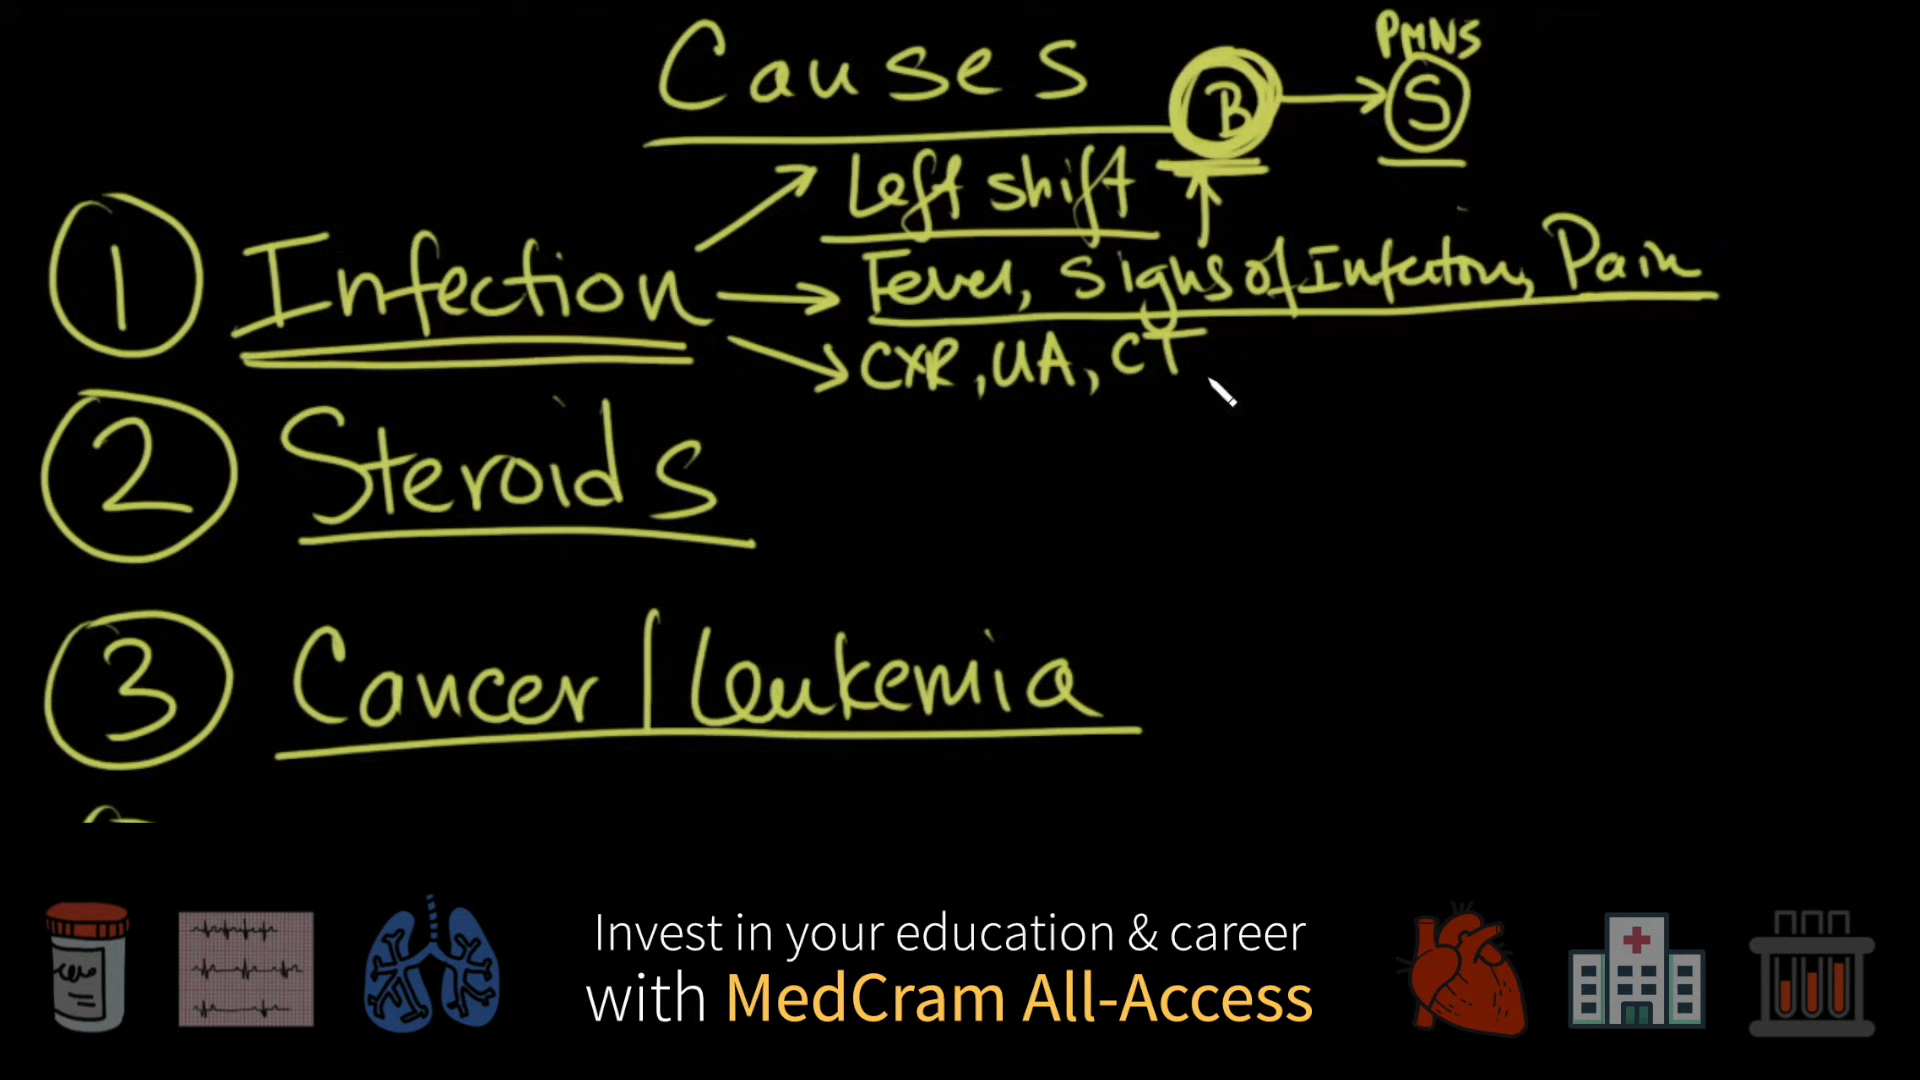 PMNS
Causes B → S
Left shift
1 Infection → Fever, Signs of Infection, Pain
CXR, UA, CT
2 Steroids
3 Cancer / Leukemia
Invest in your education & career
with MedCram All-Access